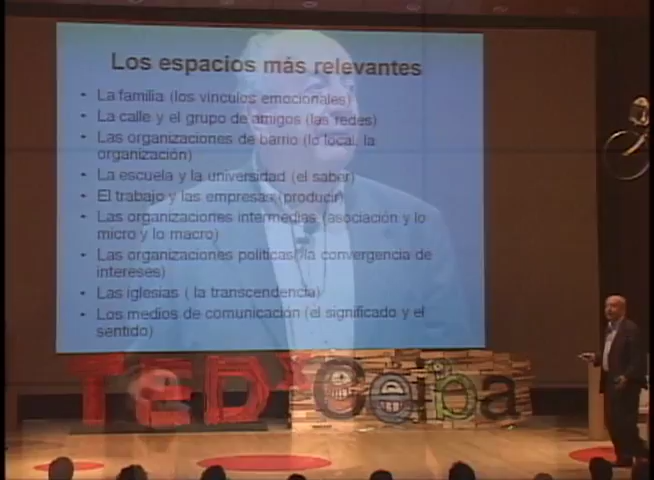 Los espacios más relevantes
• La familia (los vínculos emocionales)
• La calle y el grupo de amigos (las redes)
• Las organizaciones de barrio (lo local, la
organización)
• La escuela y la universidad (el saber)
• El trabajo y las empresas (producir)
• Las organizaciones intermedias (asociación y lo
micro y lo macro)
• Las organizaciones políticas (la convergencia de
intereses)
• Las iglesias ( la transcendencia)
• Los medios de comunicación (el significado y el
sentido)
TEDxCeiba